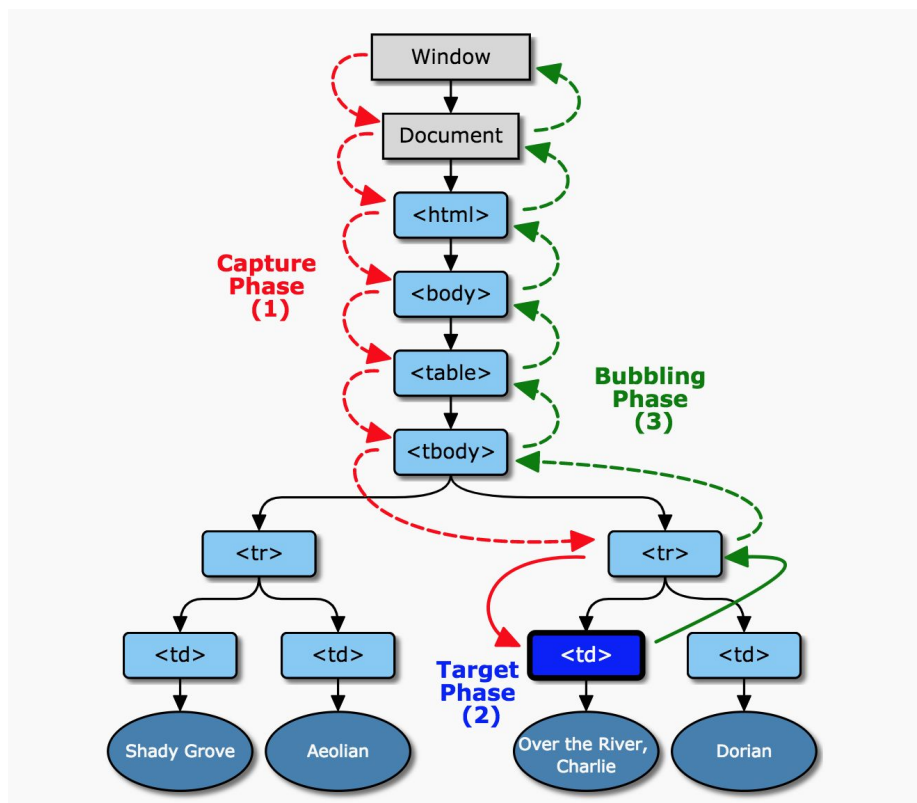 Window
Document
<html>
Capture
Phase
(1)
<body>
<table>
Bubbling
Phase
(3)
<tbody>
<tr>
<tr>
<td>
<td>
Target
Phase
(2)
<td>
<td>
Shady Grove
Aeolian
Over the River,
Charlie
Dorian